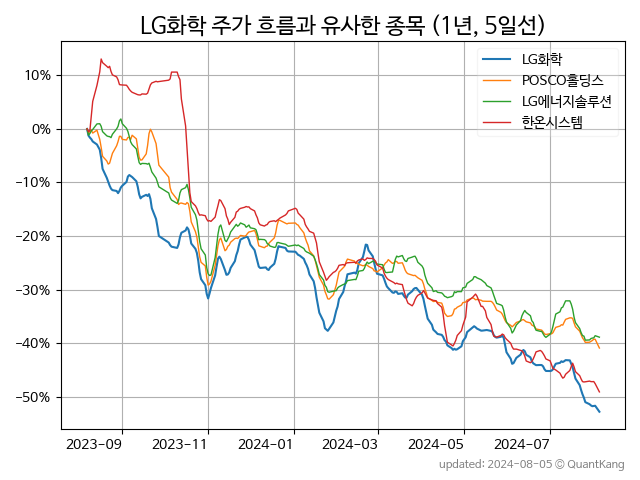 LG화학 주가 흐름과 유사한 종목 (1년, 5일선)
LG화학
POSCO홀딩스
LG에너지솔루션
한온시스템
10%
0%
−10%
−20%
−30%
−40%
−50%
2023-09
2023-11
2024-01
2024-03
2024-05
2024-07
updated: 2024-08-05 © QuantKang